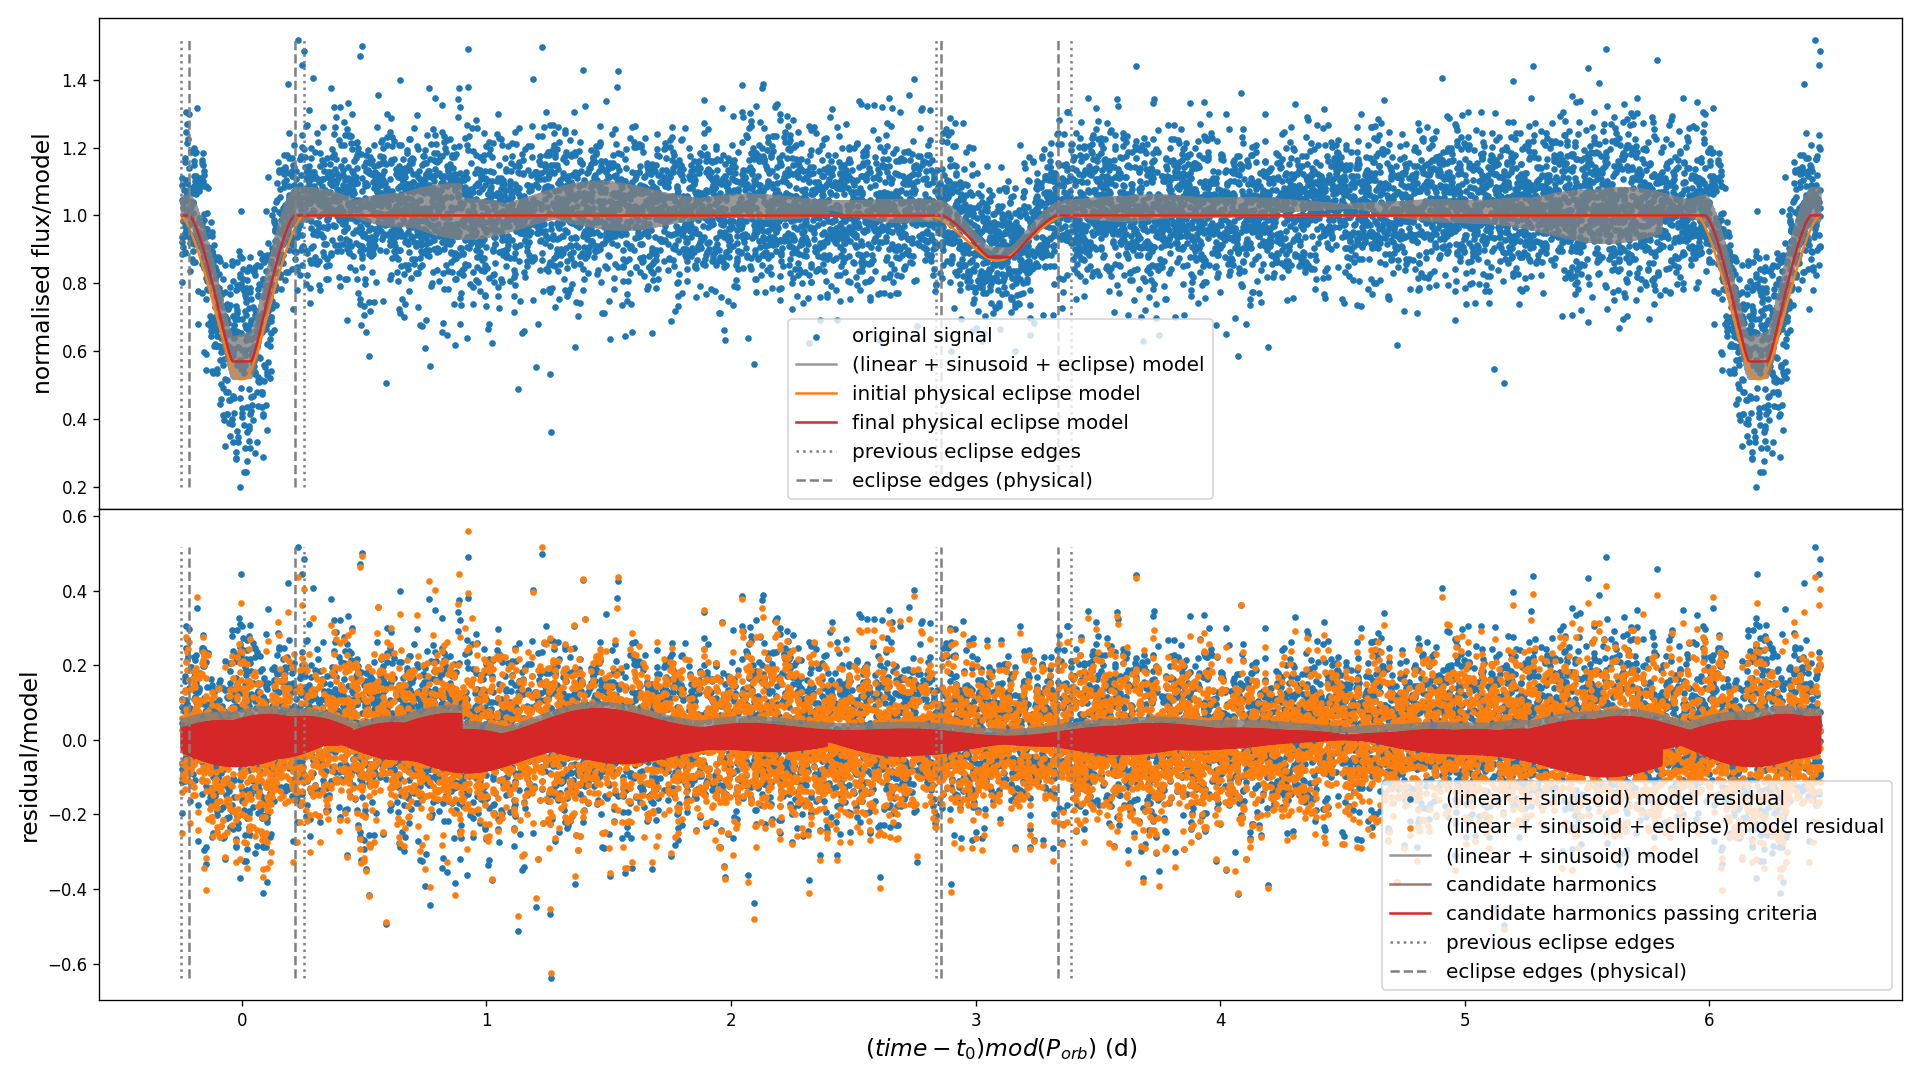 normalised flux/model
1.4
1.2
1.0
0.8
0.6
0.4
0.2
original signal
(linear + sinusoid + eclipse) model
initial physical eclipse model
final physical eclipse model
previous eclipse edges
eclipse edges (physical)
residual/model
0.6
0.4
0.2
0.0
−0.2
−0.4
−0.6
(linear + sinusoid) model residual
(linear + sinusoid + eclipse) model residual
(linear + sinusoid) model
candidate harmonics
candidate harmonics passing criteria
previous eclipse edges
eclipse edges (physical)
0 1 2 3 4 5 6
(time − t₀)mod(P_orb) (d)